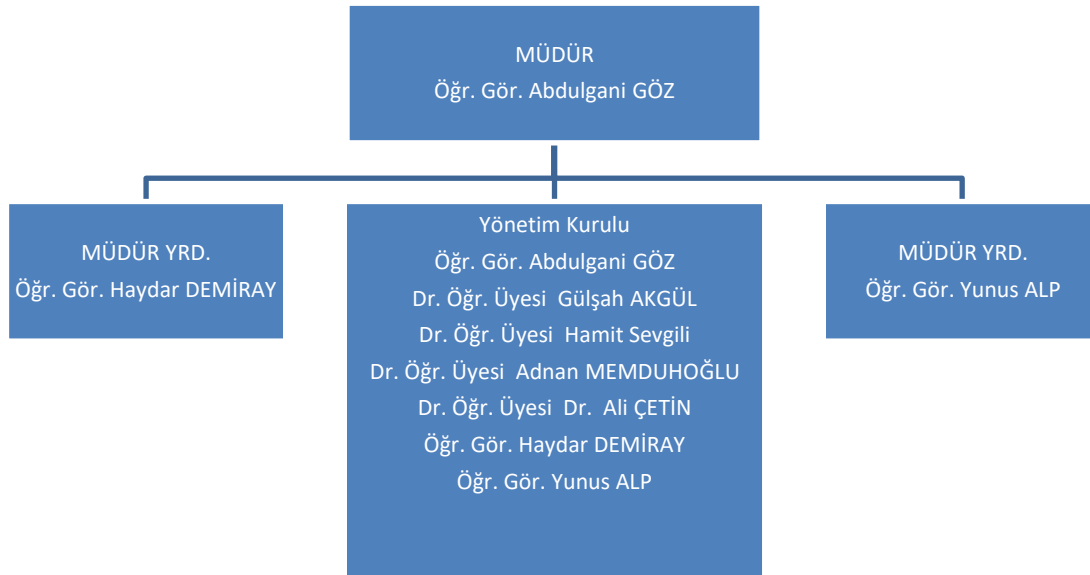 MÜDÜR
Öğr. Gör. Abdulgani GÖZ
MÜDÜR YRD.
Öğr. Gör. Haydar DEMİRAY
Yönetim Kurulu
Öğr. Gör. Abdulgani GÖZ
Dr. Öğr. Üyesi Gülşah AKGÜL
Dr. Öğr. Üyesi Hamit Sevgili
Dr. Öğr. Üyesi Adnan MEMDUHOĞLU
Dr. Öğr. Üyesi Dr. Ali ÇETİN
Öğr. Gör. Haydar DEMİRAY
Öğr. Gör. Yunus ALP
MÜDÜR YRD.
Öğr. Gör. Yunus ALP